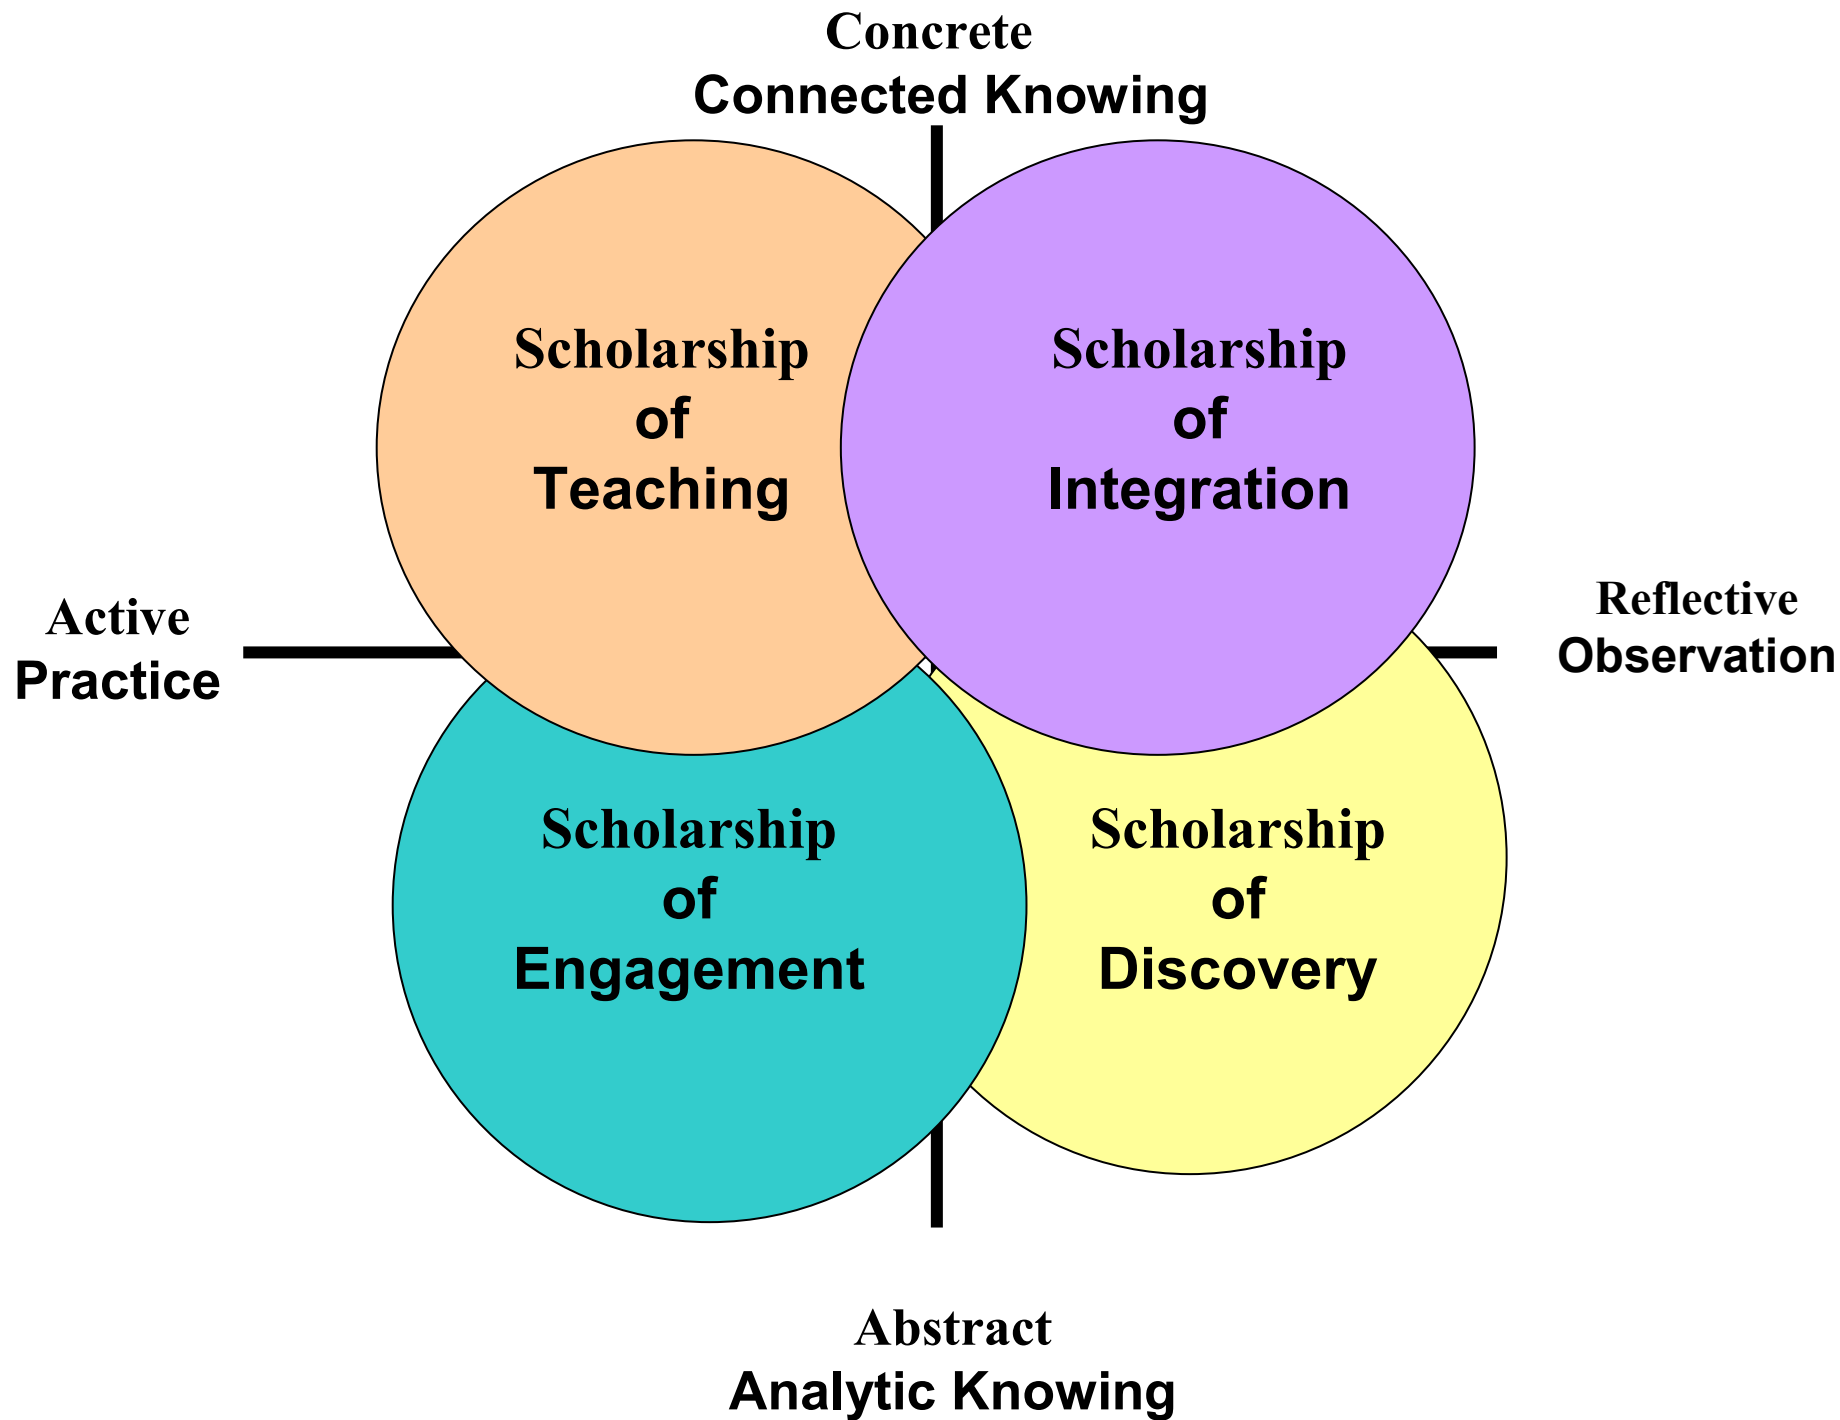 Concrete
Connected Knowing
Scholarship
of
Teaching
Scholarship
of
Integration
Active
Practice
Reflective
Observation
Scholarship
of
Engagement
Scholarship
of
Discovery
Abstract
Analytic Knowing